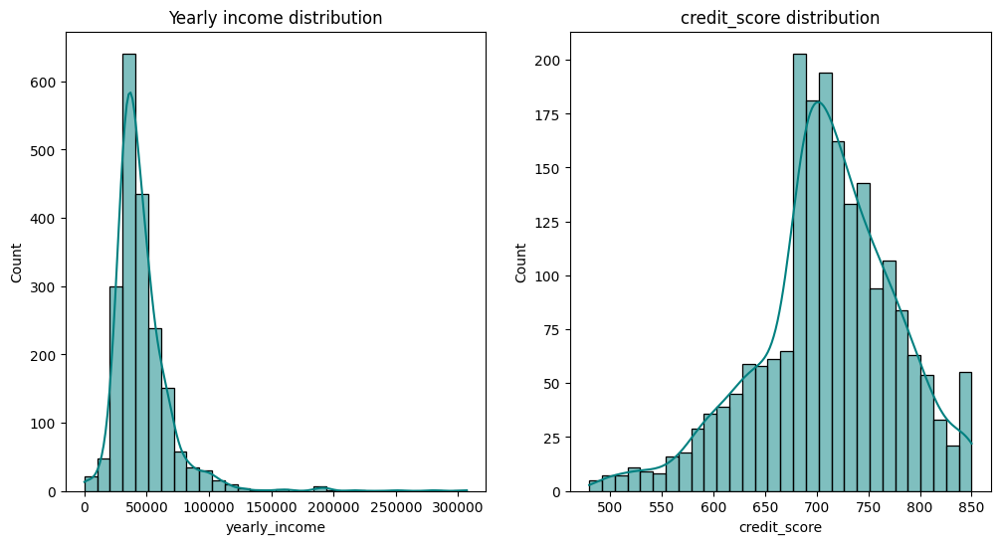 Yearly income distribution
Count
600
500
400
300
200
100
0
0 50000 100000 150000 200000 250000 300000
yearly_income
credit_score distribution
Count
200
175
150
125
100
75
50
25
0
500 550 600 650 700 750 800 850
credit_score